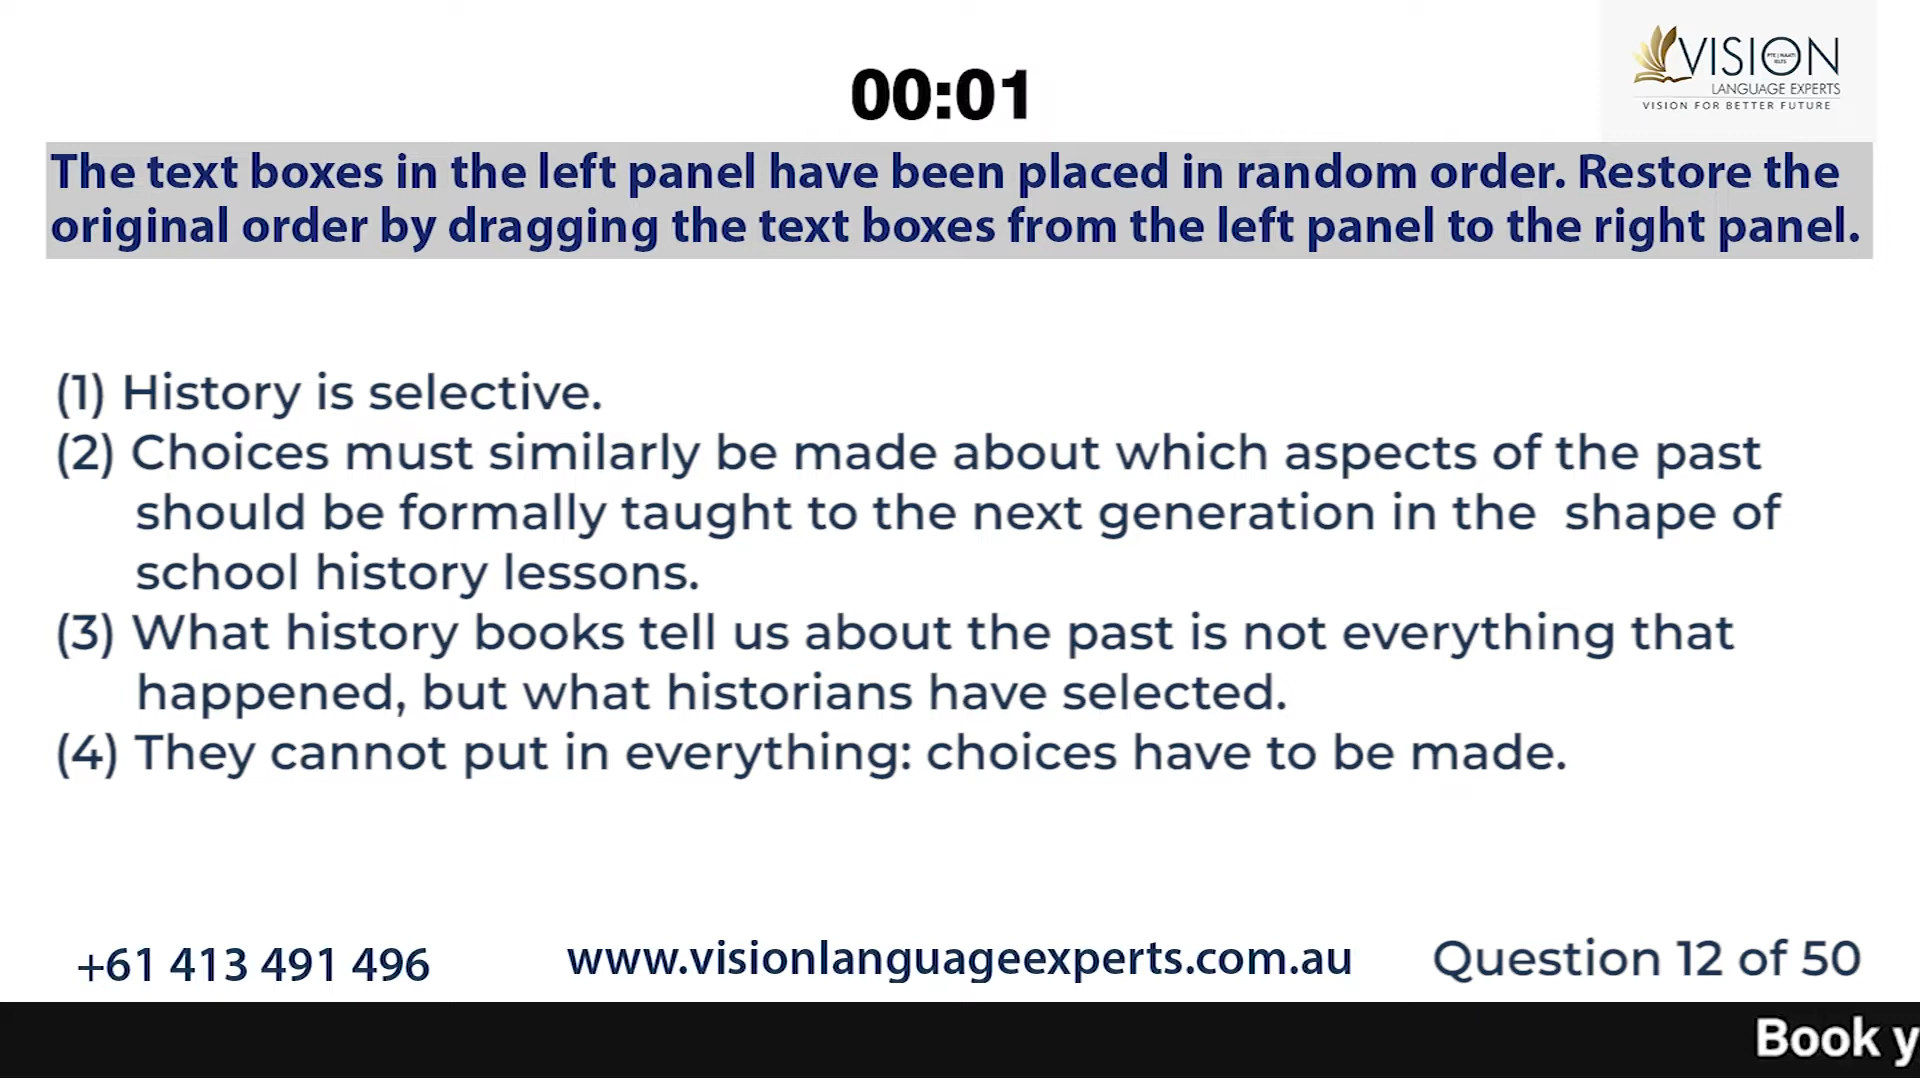 VISION
PTE | NAATI
IELTS
LANGUAGE EXPERTS
VISION FOR BETTER FUTURE
00:01
The text boxes in the left panel have been placed in random order. Restore the
original order by dragging the text boxes from the left panel to the right panel.
(1) History is selective.
(2) Choices must similarly be made about which aspects of the past
should be formally taught to the next generation in the shape of
school history lessons.
(3) What history books tell us about the past is not everything that
happened, but what historians have selected.
(4) They cannot put in everything: choices have to be made.
+61 413 491 496
www.visionlanguageexperts.com.au
Question 12 of 50
Book y